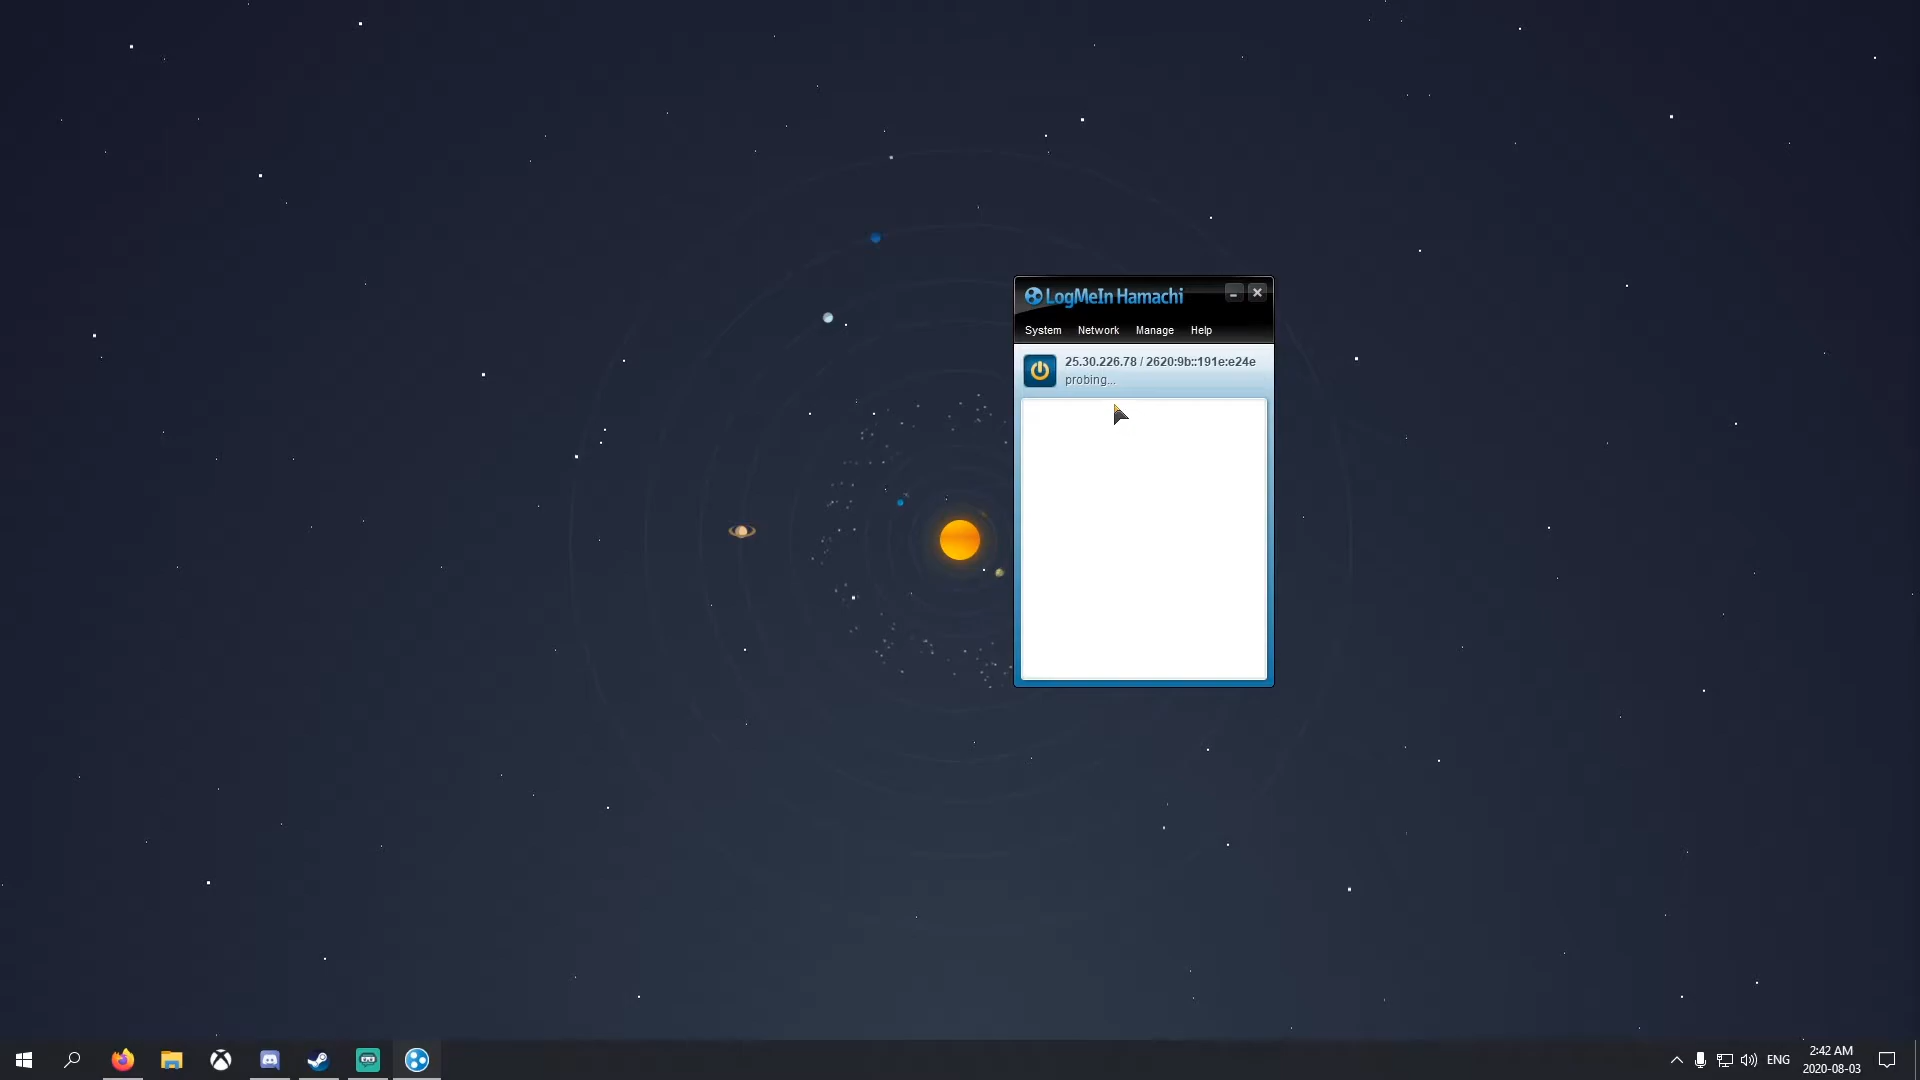 LogMeIn Hamachi
System Network Manage Help
25.30.226.78 / 2620:9b::191e:e24e
probing...
ENG
2:42 AM
2020-08-03